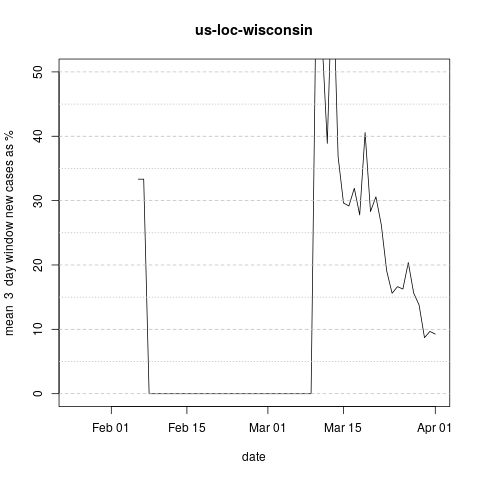 us-loc-wisconsin
mean 3 day window new cases as %
50
40
30
20
10
0
Feb 01 Feb 15 Mar 01 Mar 15 Apr 01
date